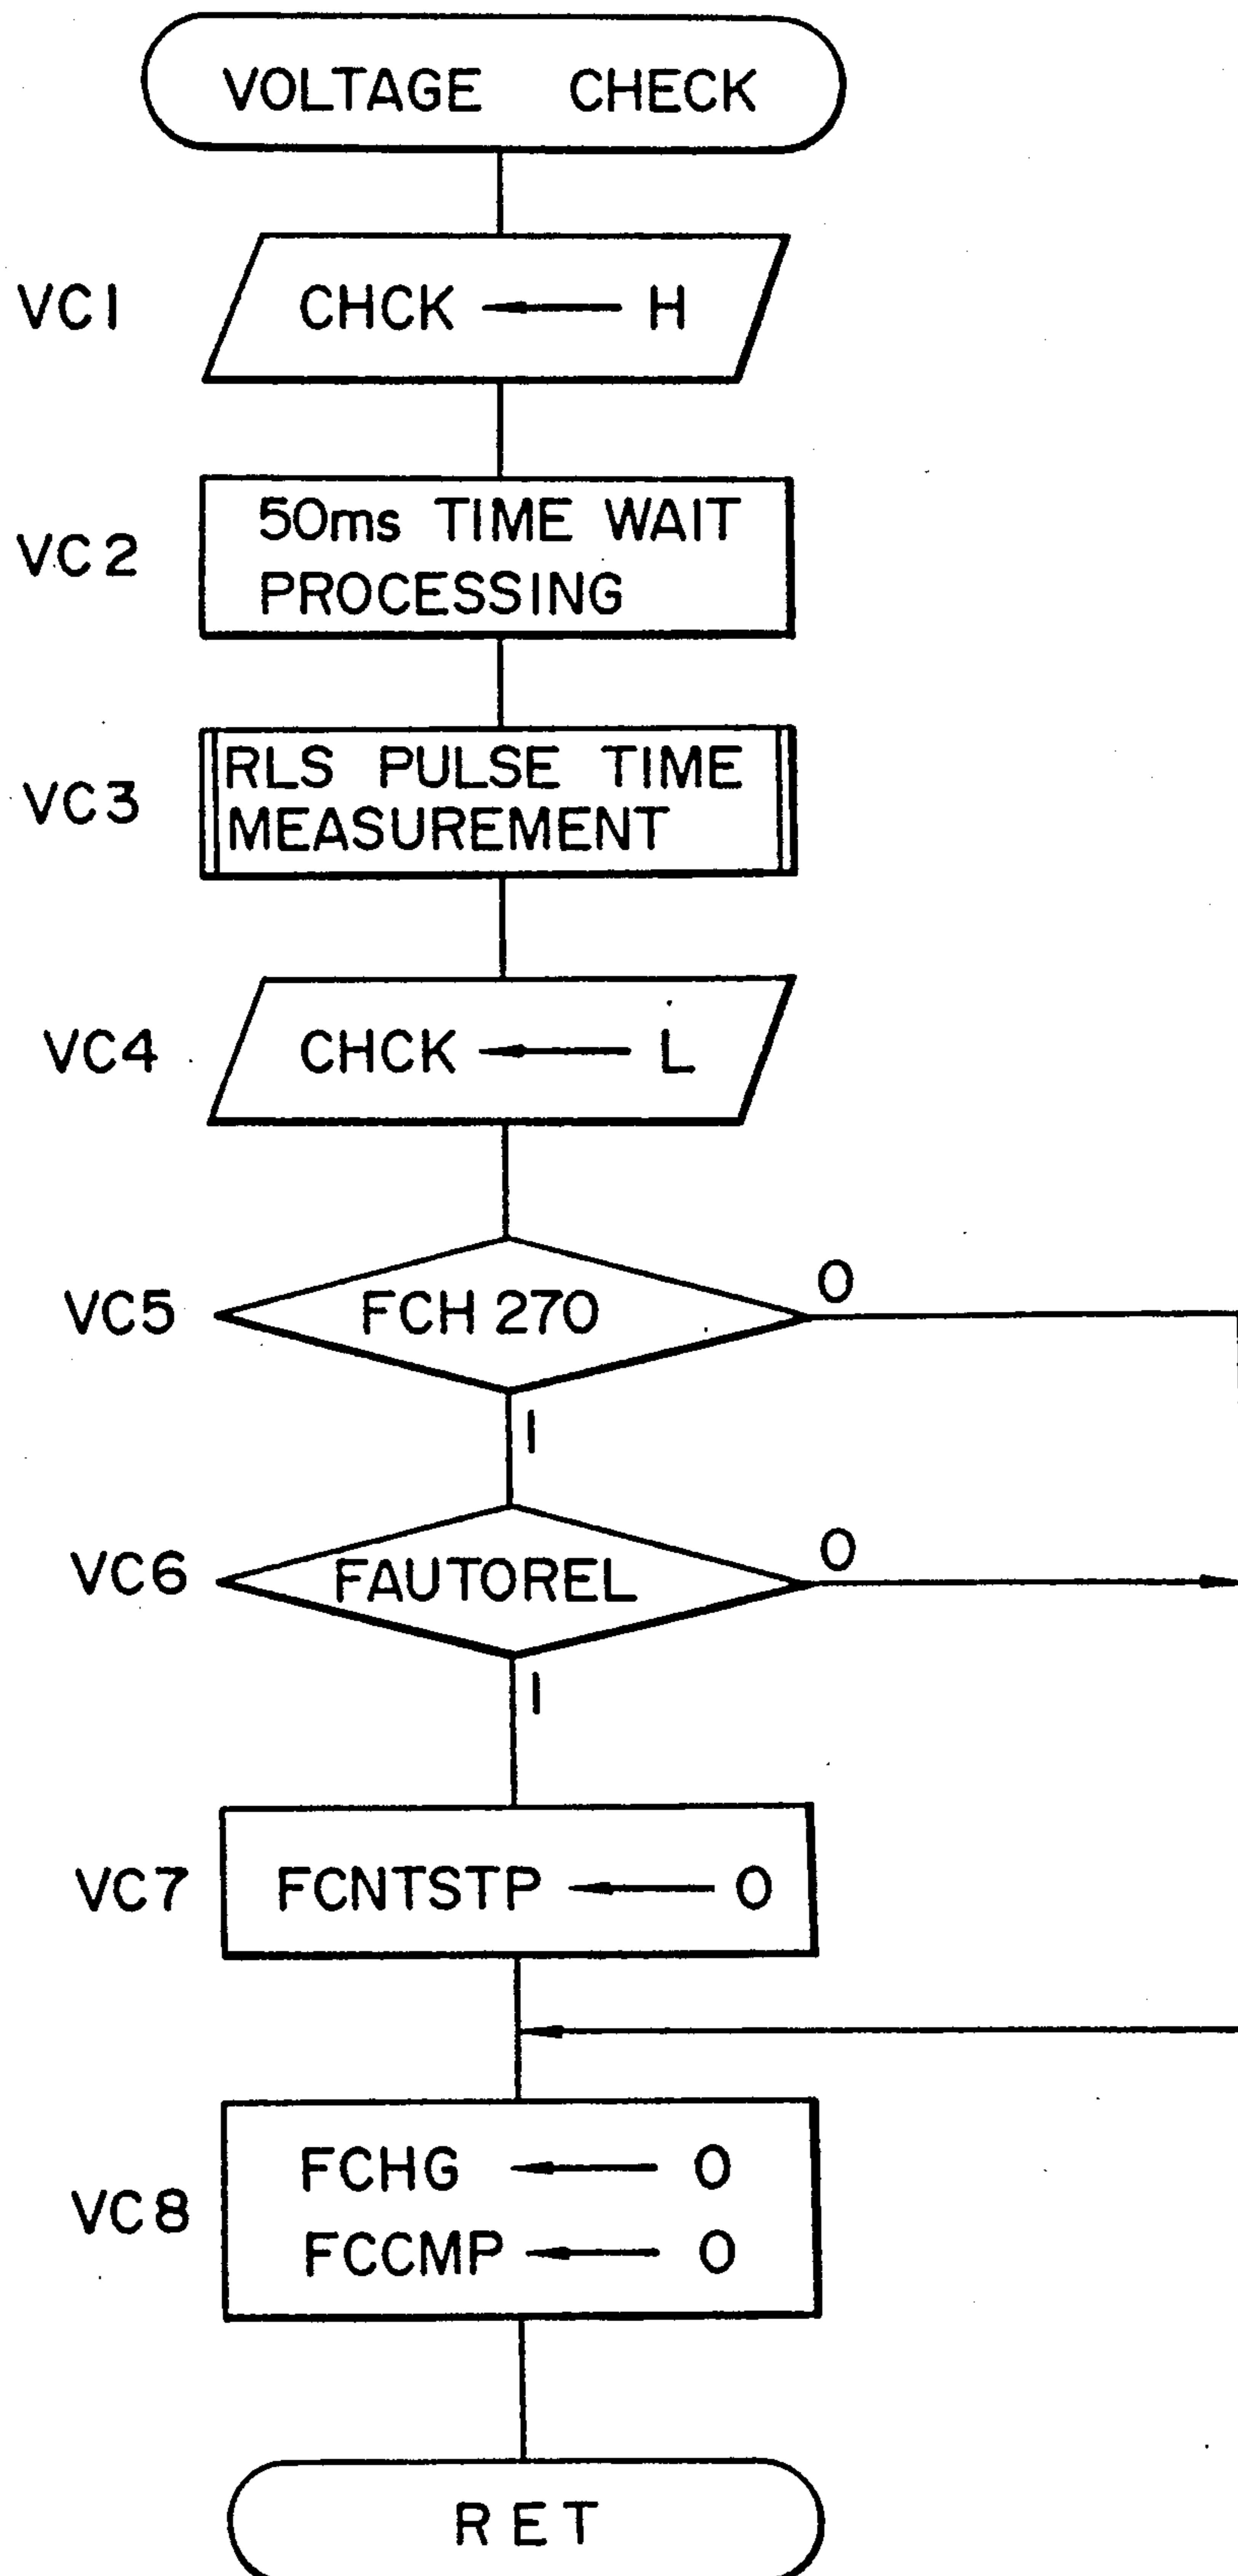 VOLTAGE CHECK
VC1 CHCK ← H
VC2 50ms TIME WAIT
PROCESSING
VC3 RLS PULSE TIME
MEASUREMENT
VC4 CHCK ← L
VC5 FCH 270 0
1
VC6 FAUTOREL 0
1
VC7 FCNTSTP ← 0
VC8 FCHG ← 0
FCCMP ← 0
RET